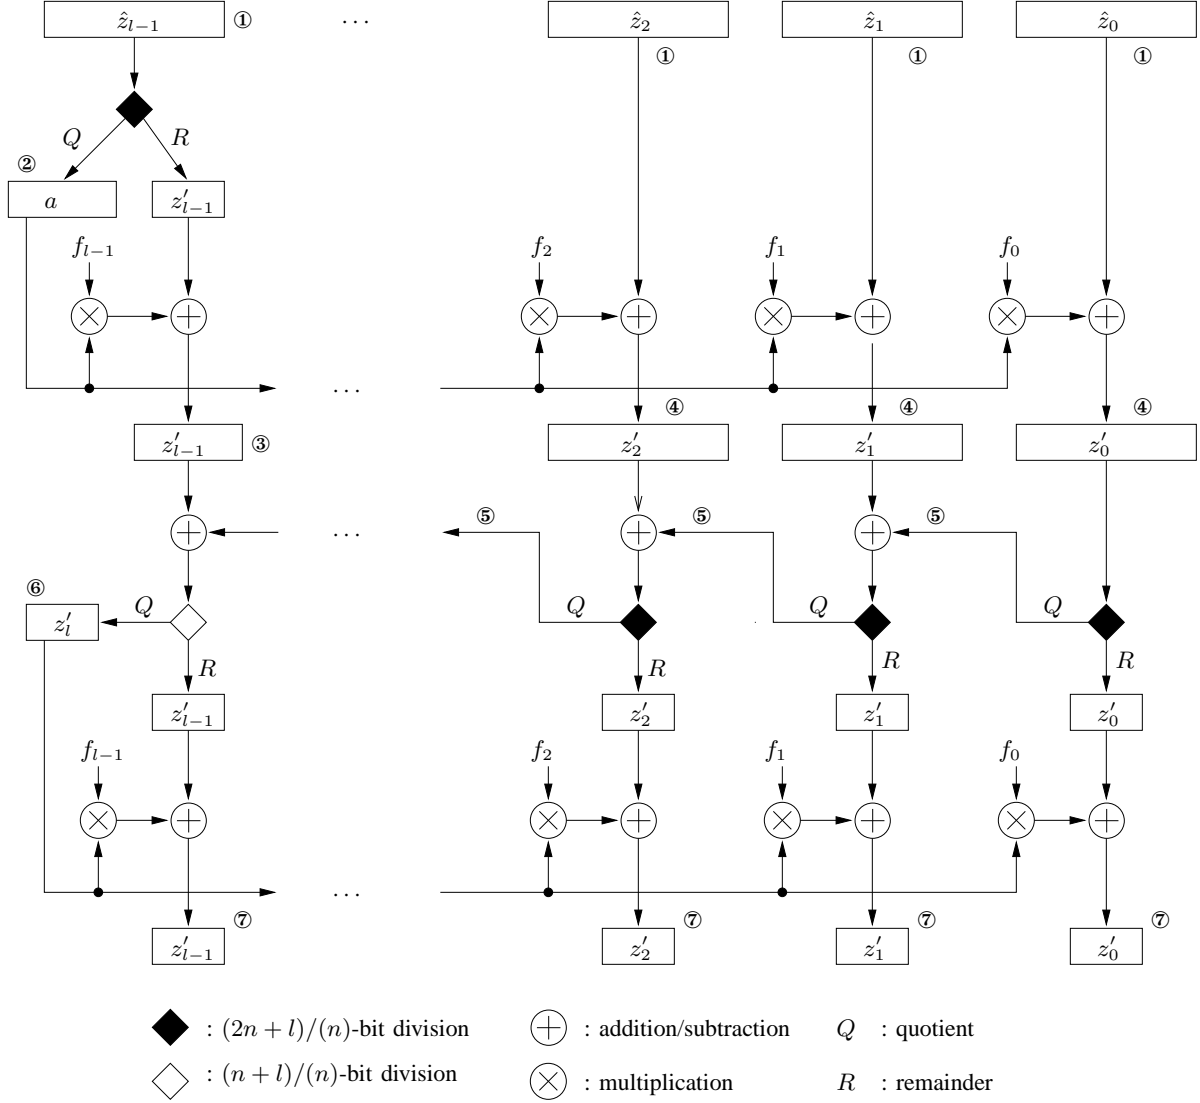 ẑ_{l−1} ① ... ẑ_2 ẑ_1 ẑ_0
① ① ①
Q R
②
a z′_{l−1}
f_{l−1} f_2 f_1 f_0
... 
④ ④ ④
z′_{l−1} ③ z′_2 z′_1 z′_0
⑤ ⑤ ⑤
...
⑥
Q Q Q Q
z′_l
R R R R
z′_{l−1} z′_2 z′_1 z′_0
f_{l−1} f_2 f_1 f_0
...
⑦ ⑦ ⑦ ⑦
z′_{l−1} z′_2 z′_1 z′_0
: (2n + l)/(n)-bit division : addition/subtraction Q : quotient
: (n + l)/(n)-bit division : multiplication R : remainder